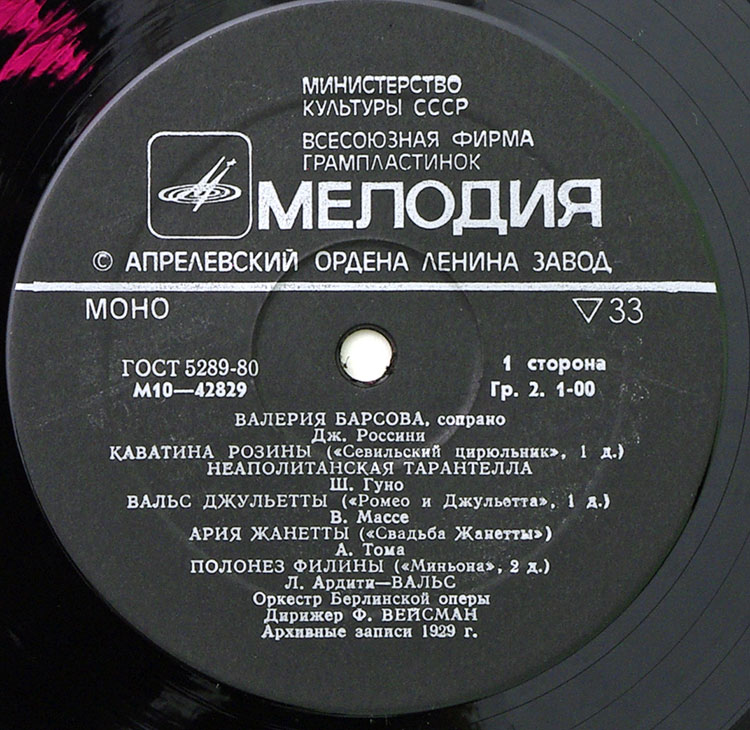 МИНИСТЕРСТВО
КУЛЬТУРЫ СССР
ВСЕСОЮЗНАЯ ФИРМА
ГРАМПЛАСТИНОК
МЕЛОДИЯ
© АПРЕЛЕВСКИЙ ОРДЕНА ЛЕНИНА ЗАВОД
МОНО ▽33
ГОСТ 5289-80 1 сторона
М10—42829 Гр. 2. 1-00
ВАЛЕРИЯ БАРСОВА, сопрано
Дж. Россини
КАВАТИНА РОЗИНЫ («Севильский цирюльник», 1 д.)
НЕАПОЛИТАНСКАЯ ТАРАНТЕЛЛА
Ш. Гуно
ВАЛЬС ДЖУЛЬЕТТЫ («Ромео и Джульетта», 1 д.)
В. Массе
АРИЯ ЖАНЕТТЫ («Свадьба Жанетты»)
А. Тома
ПОЛОНЕЗ ФИЛИНЫ («Миньона», 2 д.)
Л. Ардити—ВАЛЬС
Оркестр Берлинской оперы
Дирижер Ф. ВЕЙСМАН
Архивные записи 1929 г.